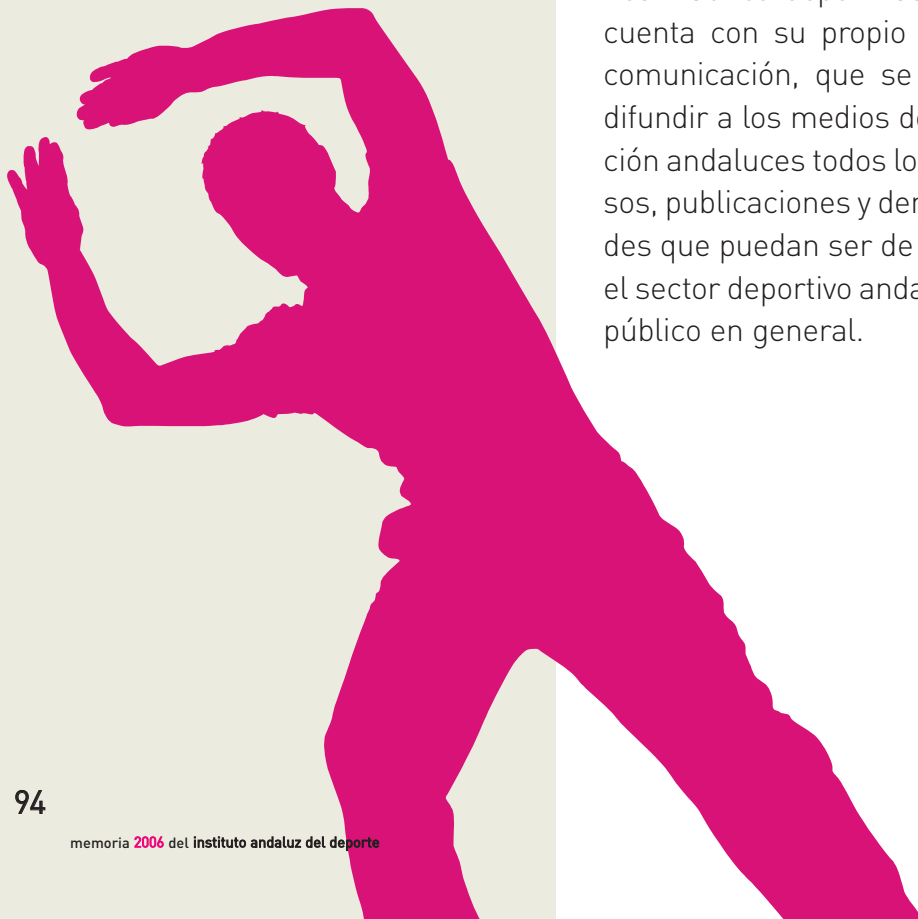 cuenta con su propio
comunicación, que se
difundir a los medios de
ción andaluces todos lo
sos, publicaciones y de
des que puedan ser de
el sector deportivo anda
público en general.
94
memoria 2006 del instituto andaluz del deporte